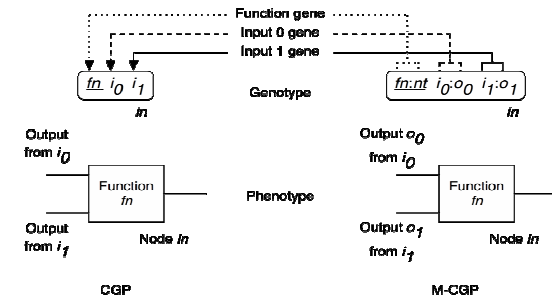 Function gene
Input 0 gene
Input 1 gene
fn i0 i1
ln
Genotype
fn:nt i0:o0 i1:o1
ln
Output
from i0
Function
fn
Output
from i1
Node ln
Phenotype
Output o0
from i0
Function
fn
Output o1
from i1
Node ln
CGP
M-CGP